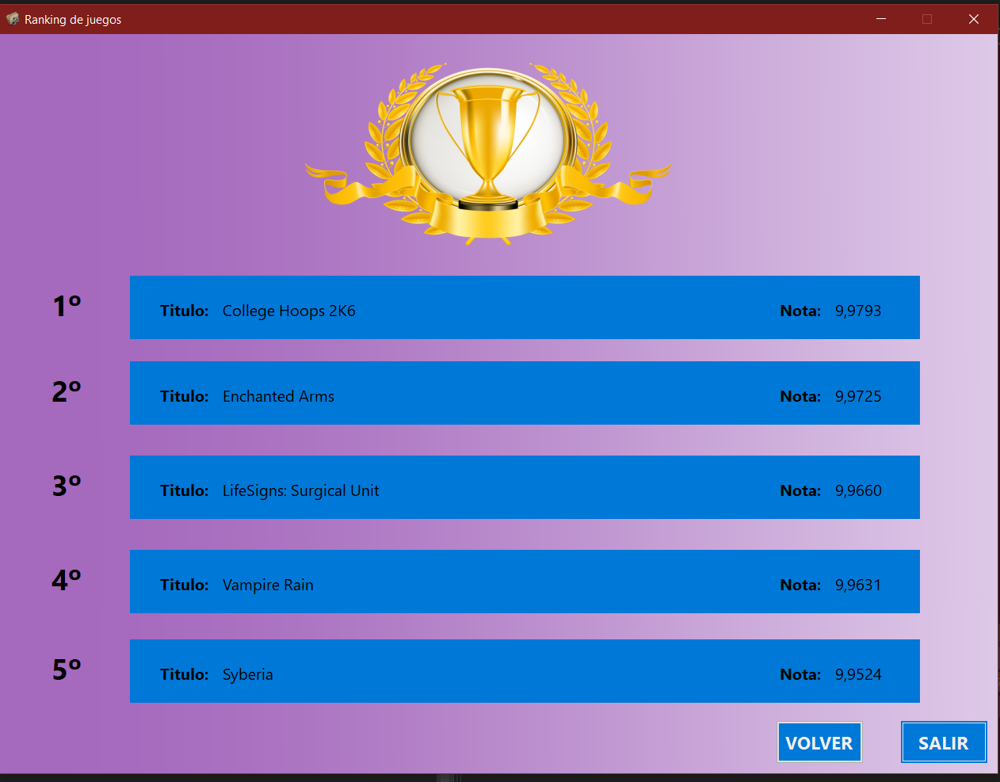 Ranking de juegos
1º Titulo: College Hoops 2K6 Nota: 9,9793
2º Titulo: Enchanted Arms Nota: 9,9725
3º Titulo: LifeSigns: Surgical Unit Nota: 9,9660
4º Titulo: Vampire Rain Nota: 9,9631
5º Titulo: Syberia Nota: 9,9524
VOLVER SALIR